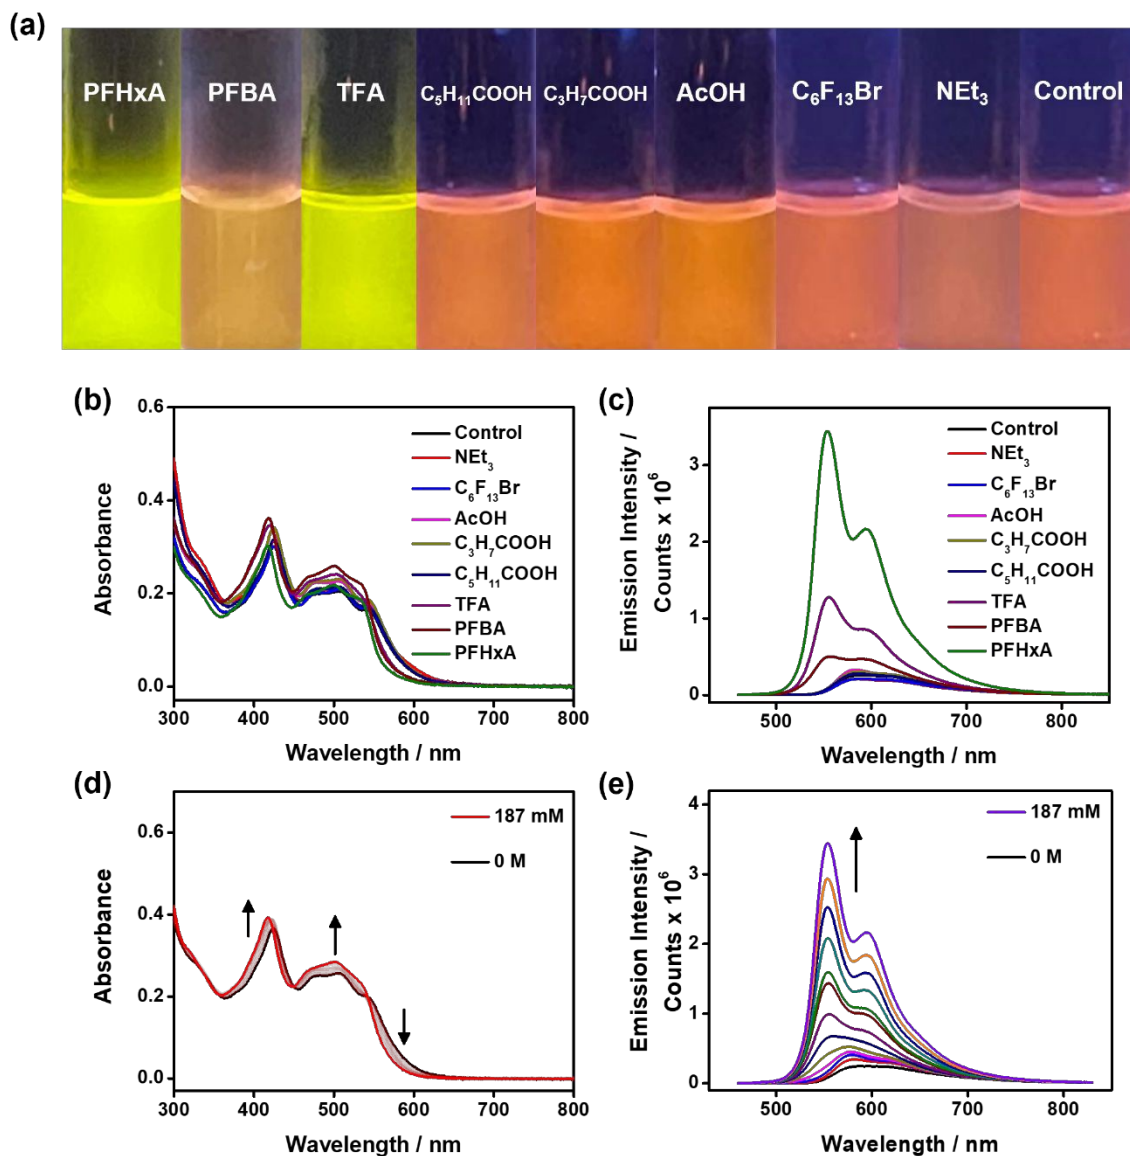 (a)
PFHxA PFBA TFA C₅H₁₁COOH C₃H₇COOH AcOH C₆F₁₃Br NEt₃ Control
(b)
0.6
0.4
0.2
0.0
300 400 500 600 700 800
Absorbance
Wavelength / nm
Control
NEt₃
C₆F₁₃Br
AcOH
C₃H₇COOH
C₅H₁₁COOH
TFA
PFBA
PFHxA
(c)
3
2
1
0
500 600 700 800
Emission Intensity /
Counts x 10⁶
Wavelength / nm
Control
NEt₃
C₆F₁₃Br
AcOH
C₃H₇COOH
C₅H₁₁COOH
TFA
PFBA
PFHxA
(d)
0.6
0.4
0.2
0.0
300 400 500 600 700 800
Absorbance
Wavelength / nm
187 mM
0 M
(e)
4
3
2
1
0
500 600 700 800
Emission Intensity /
Counts x 10⁶
Wavelength / nm
187 mM
0 M